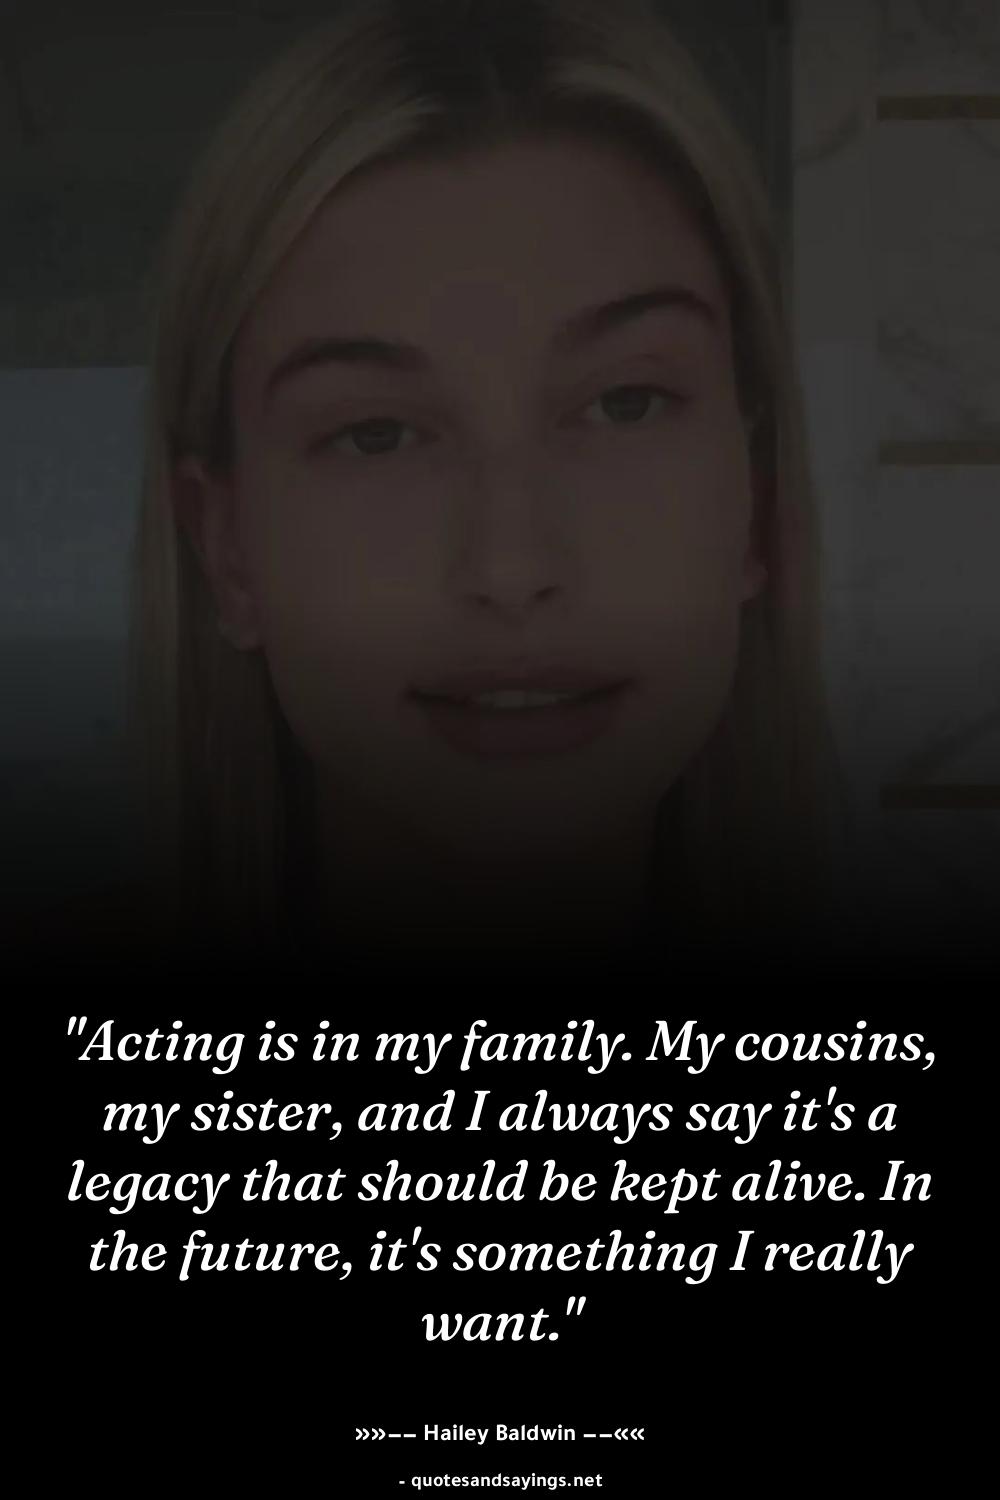 "Acting is in my family. My cousins,
my sister, and I always say it's a
legacy that should be kept alive. In
the future, it's something I really
want."
»»−− Hailey Baldwin −−««
- quotesandsayings.net